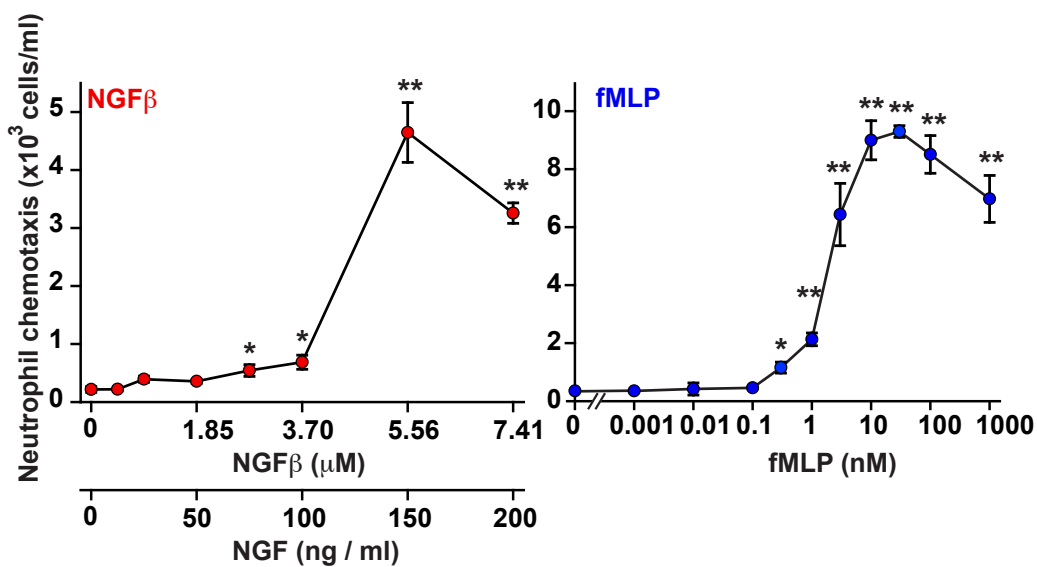 Neutrophil chemotaxis (x10³ cells/ml)
NGFβ
5
4
3
2
1
0
** ** * *
0 1.85 3.70 5.56 7.41
NGFβ (μM)
0 50 100 150 200
NGF (ng / ml)
fMLP
10
8
6
4
2
0
** ** ** ** ** ** *
0 0.001 0.01 0.1 1 10 100 1000
fMLP (nM)